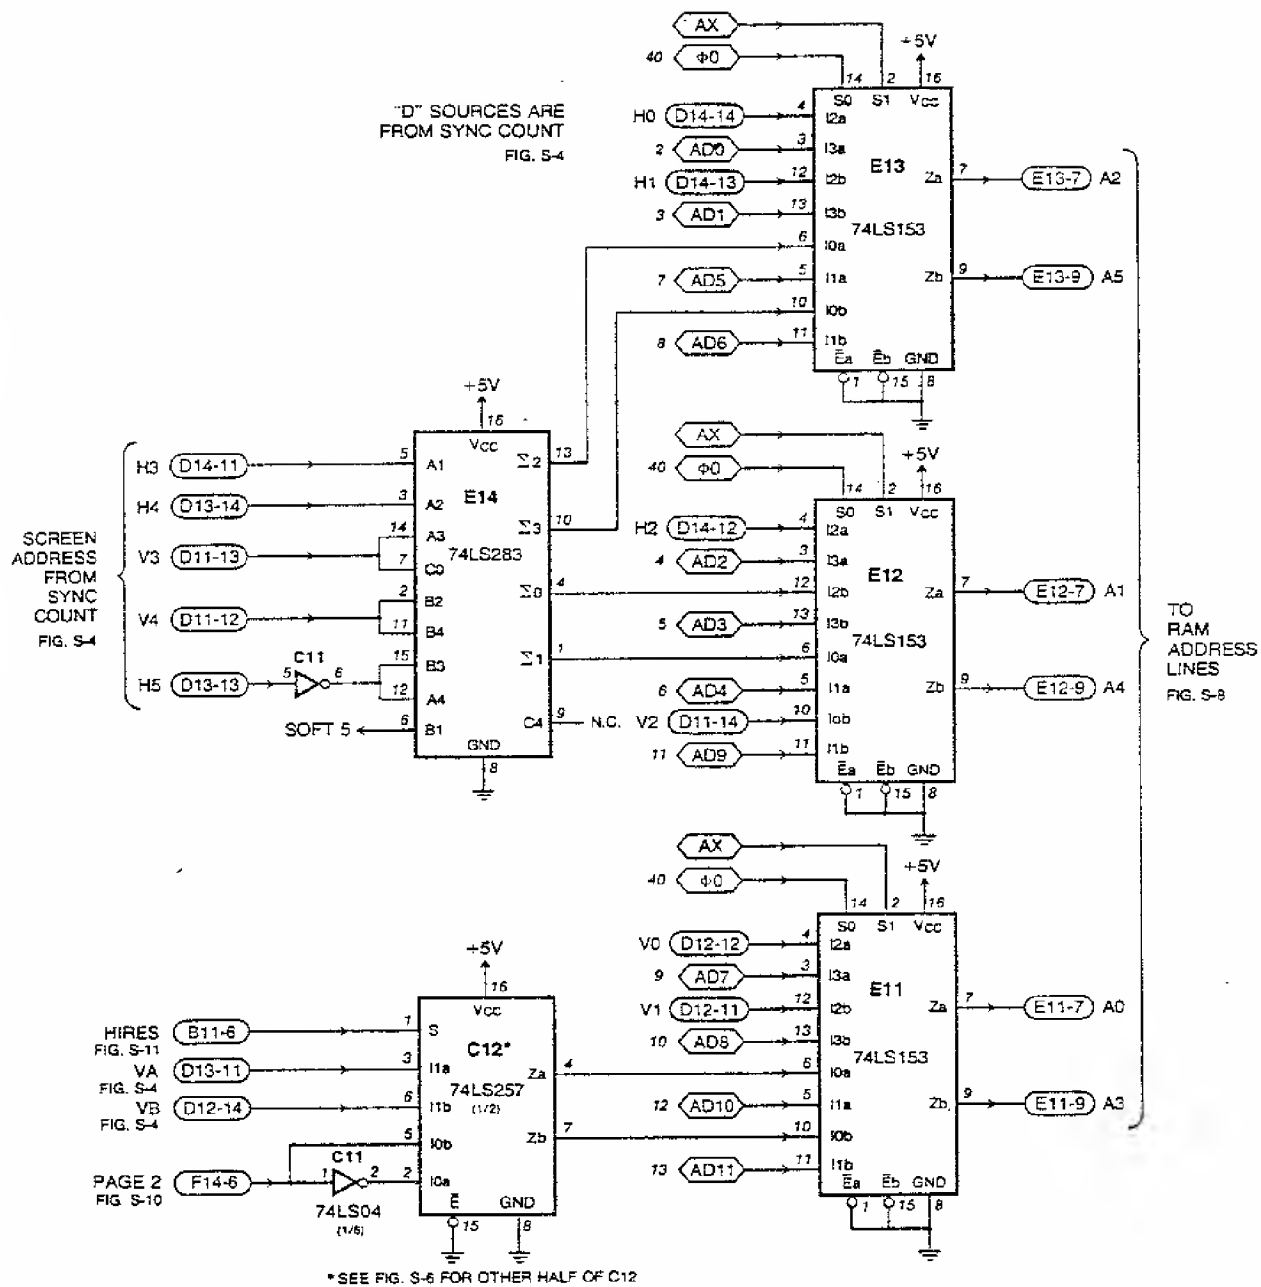 AX
+5V
40 Φ0
14 2 16
S0 S1 Vcc
"D" SOURCES ARE
FROM SYNC COUNT
FIG. S-4
H0 D14-14 4 I2a
2 AD0 3 I3a
E13
H1 D14-13 12 I2b
Za 7 E13-7 A2
3 AD1 13 I3b
74LS153
6 I0a
7 AD5 5 I1a
Zb 9 E13-9 A5
10 I0b
8 AD6 11 I1b
Ēa Ēb GND
1 15 8
+5V
16
Vcc
AX
+5V
40 Φ0
14 2 16
S0 S1 Vcc
SCREEN
ADDRESS
FROM
SYNC
COUNT
FIG. S-4
H3 D14-11 5 A1
Σ2 13
E14
H4 D13-14 3 A2
14 A3
Σ3 10
V3 D11-13
74LS283
7 C0
2 B2
Σ0 4
V4 D11-12
11 B4
15 B3
Σ1 1
C11
H5 D13-13 5 6
12 A4
SOFT 5 6 B1
C4 9 N.C.
GND
8
H2 D14-12 4 I2a
4 AD2 3 I3a
E12
12 I2b
Za 7 E12-7 A1
5 AD3 13 I3b
74LS153
6 I0a
6 AD4 5 I1a
Zb 9 E12-9 A4
V2 D11-14 10 I0b
11 AD9 11 I1b
Ēa Ēb GND
1 15 8
TO
RAM
ADDRESS
LINES
FIG. S-8
AX
+5V
40 Φ0
14 2 16
S0 S1 Vcc
V0 D12-12 4 I2a
9 AD7 3 I3a
E11
V1 D12-11 12 I2b
Za 7 E11-7 A0
10 AD8 13 I3b
74LS153
6 I0a
12 AD10 5 I1a
Zb 9 E11-9 A3
10 I0b
13 AD11 11 I1b
Ēa Ēb GND
1 15 8
+5V
16
Vcc
HIRES B11-6 1 S
FIG. S-11
C12*
VA D13-11 3 I1a
Za 4
FIG. S-4
74LS257
(1/2)
VB D12-14 6 I1b
FIG. S-4
5 I0b
Zb 7
C11
PAGE 2 F14-6 1 2 2 I0a
FIG. S-10
74LS04
(1/6)
Ē GND
15 8
*SEE FIG. S-6 FOR OTHER HALF OF C12